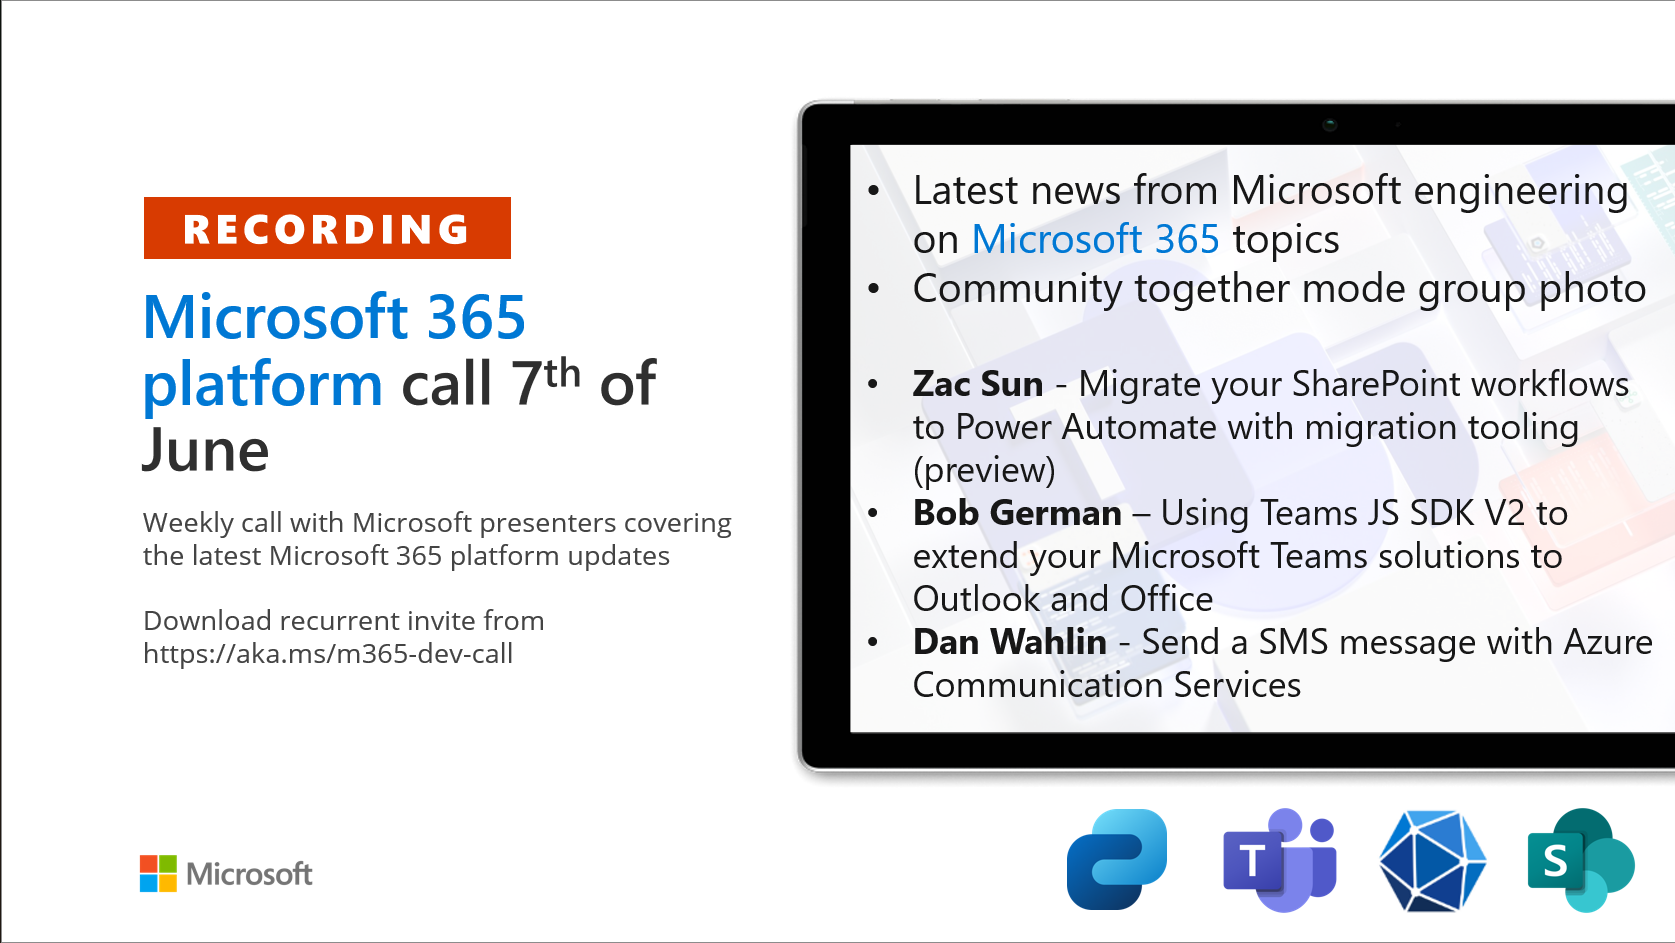 RECORDING
Microsoft 365
platform call 7th of
June
Weekly call with Microsoft presenters covering
the latest Microsoft 365 platform updates
Download recurrent invite from
https://aka.ms/m365-dev-call
Microsoft
• Latest news from Microsoft engineering
on Microsoft 365 topics
• Community together mode group photo
• Zac Sun - Migrate your SharePoint workflows
to Power Automate with migration tooling
(preview)
• Bob German – Using Teams JS SDK V2 to
extend your Microsoft Teams solutions to
Outlook and Office
• Dan Wahlin - Send a SMS message with Azure
Communication Services
T
S